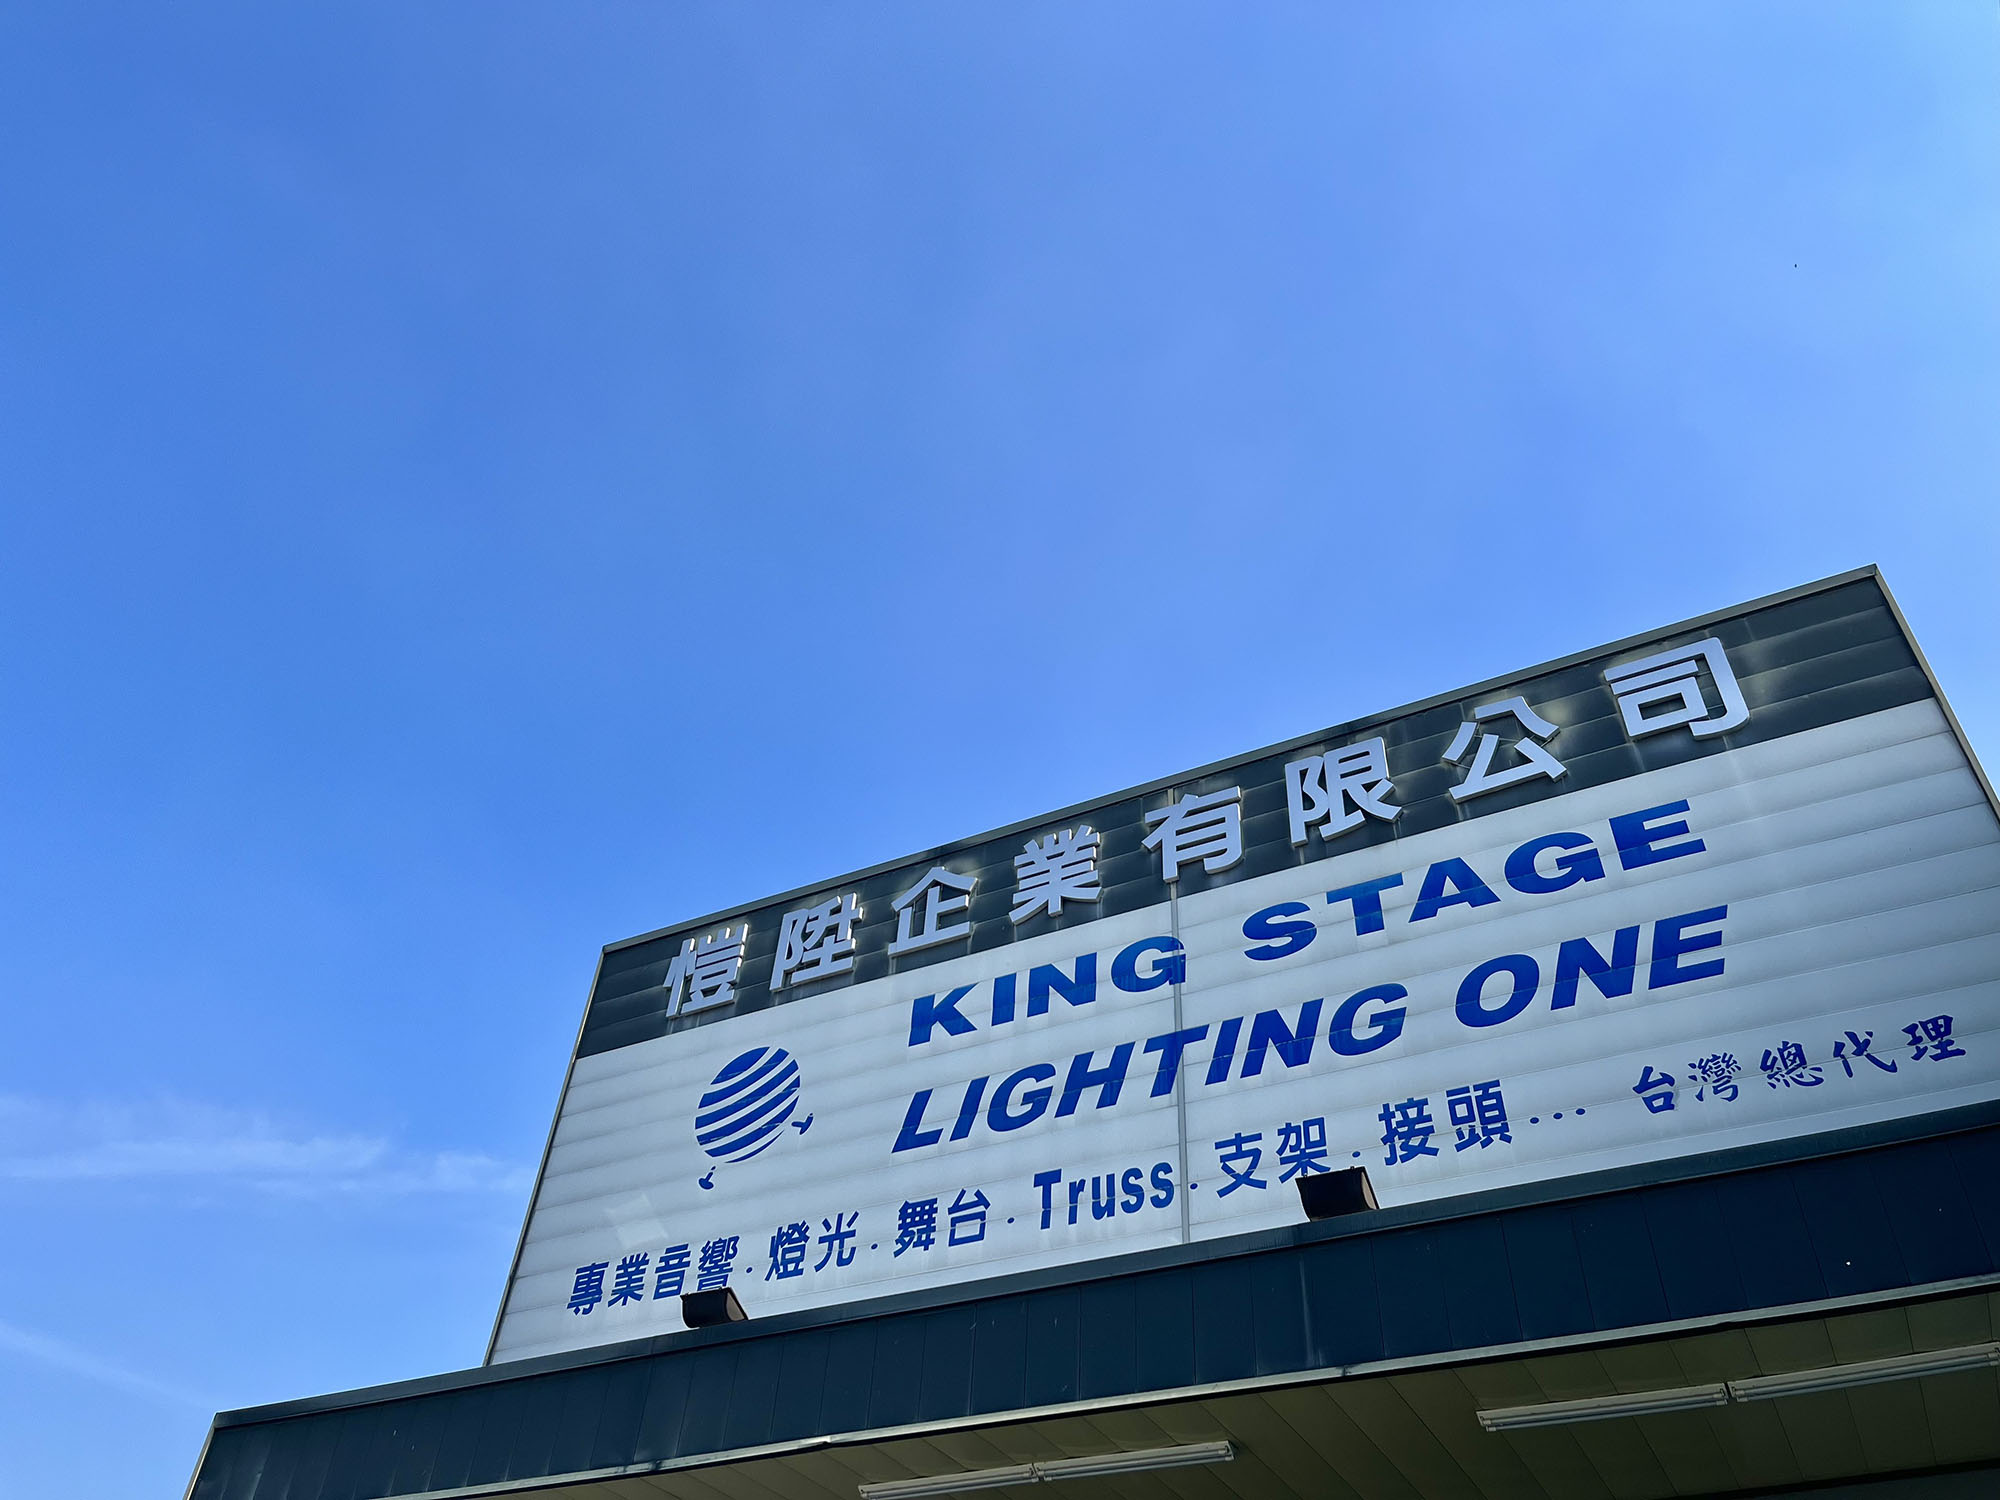 愷陞企業有限公司
KING STAGE
LIGHTING ONE
專業音響.燈光.舞台.Truss.支架.接頭... 台灣總代理